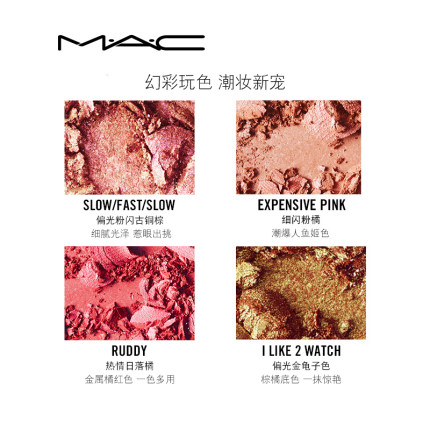 MAC
幻彩玩色 潮妆新宠
SLOW/FAST/SLOW
偏光粉闪古铜棕
细腻光泽 惹眼出挑
EXPENSIVE PINK
细闪粉橘
潮爆人鱼姬色
RUDDY
热情日落橘
金属橘红色 一色多用
I LIKE 2 WATCH
偏光金龟子色
棕橘底色 一抹惊艳